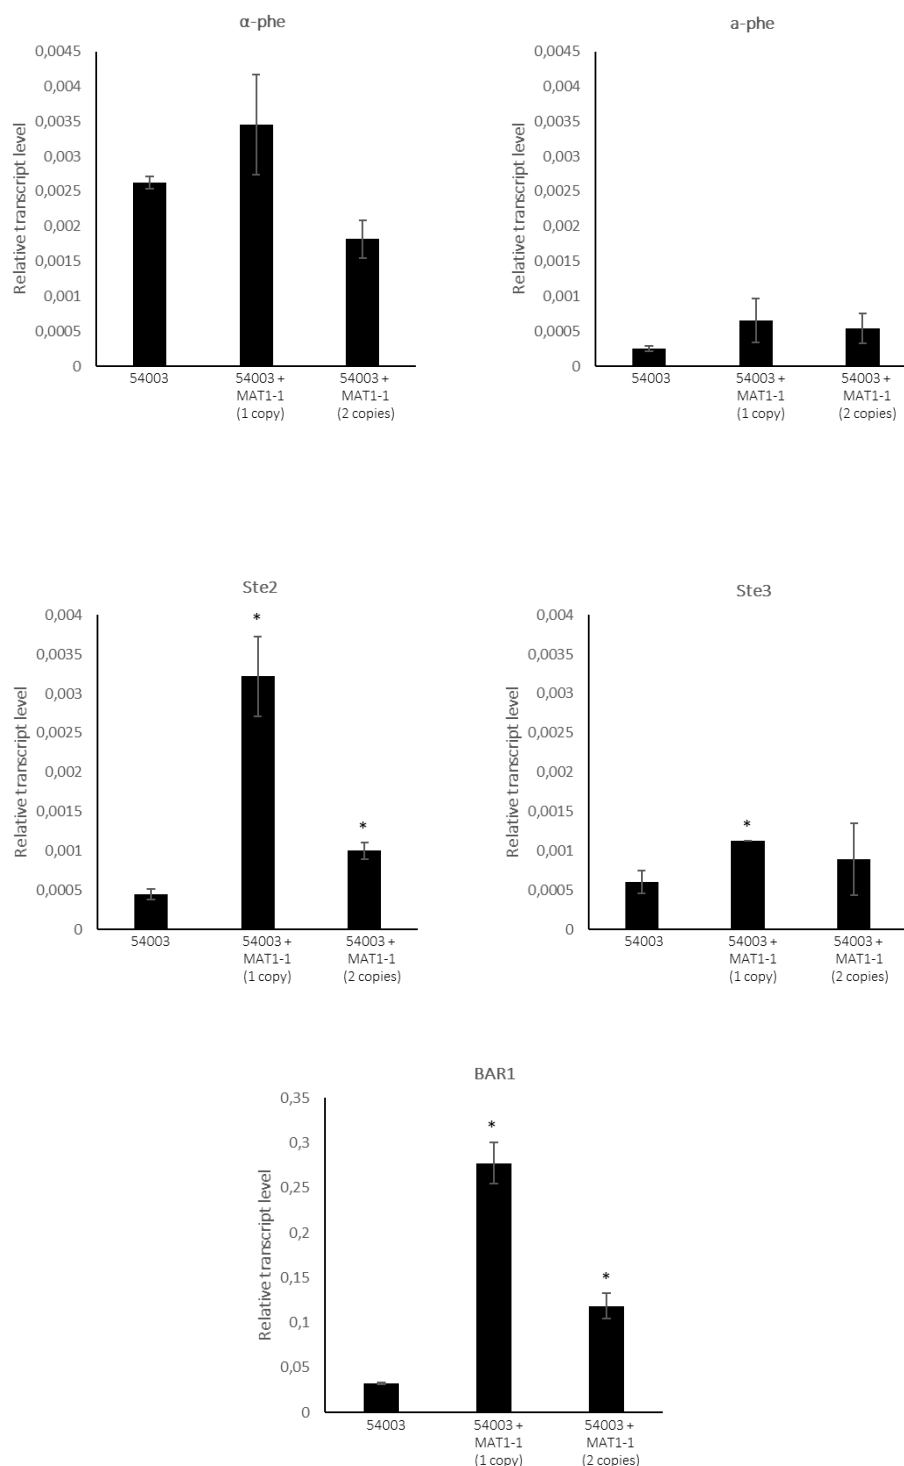 α-phe
Relative transcript level
0,0045
0,004
0,0035
0,003
0,0025
0,002
0,0015
0,001
0,0005
0
54003
54003 +
MAT1-1
(1 copy)
54003 +
MAT1-1
(2 copies)
a-phe
Relative transcript level
0,0045
0,004
0,0035
0,003
0,0025
0,002
0,0015
0,001
0,0005
0
54003
54003 +
MAT1-1
(1 copy)
54003 +
MAT1-1
(2 copies)
Ste2
Relative transcript level
0,004
0,0035
0,003
0,0025
0,002
0,0015
0,001
0,0005
0
*
*
54003
54003 +
MAT1-1
(1 copy)
54003 +
MAT1-1
(2 copies)
Ste3
Relative transcript level
0,004
0,0035
0,003
0,0025
0,002
0,0015
0,001
0,0005
0
*
54003
54003 +
MAT1-1
(1 copy)
54003 +
MAT1-1
(2 copies)
BAR1
Relative transcript level
0,35
0,3
0,25
0,2
0,15
0,1
0,05
0
*
*
54003
54003 +
MAT1-1
(1 copy)
54003 +
MAT1-1
(2 copies)